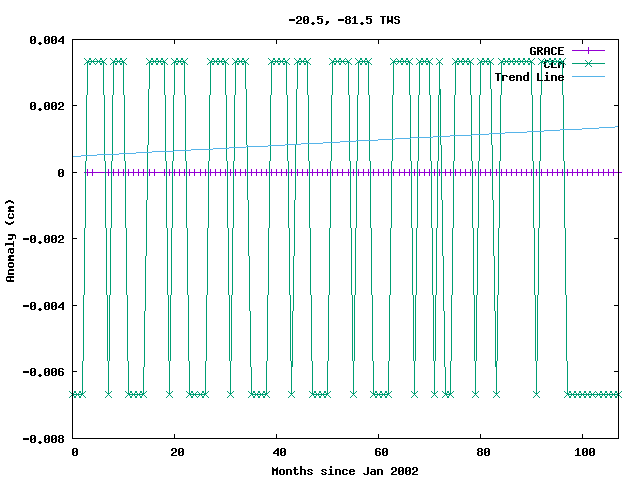 -20.5, -81.5 TWS
GRACE
CLM
Trend Line
0.004
0.002
0
-0.002
-0.004
-0.006
-0.008
Anomaly (cm)
0 20 40 60 80 100
Months since Jan 2002